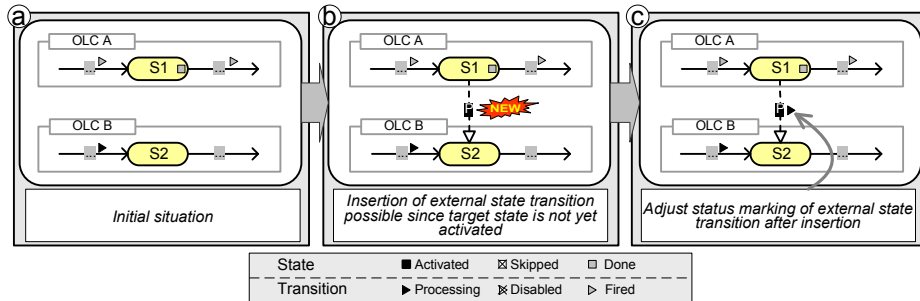 a
OLC A
S1
...
...
OLC B
S2
...
...
Initial situation
b
OLC A
S1
...
...
P
NEW
OLC B
S2
...
...
Insertion of external state transition
possible since target state is not yet
activated
c
OLC A
S1
...
...
P
OLC B
S2
...
...
Adjust status marking of external state
transition after insertion
State Activated Skipped Done
Transition Processing Disabled Fired